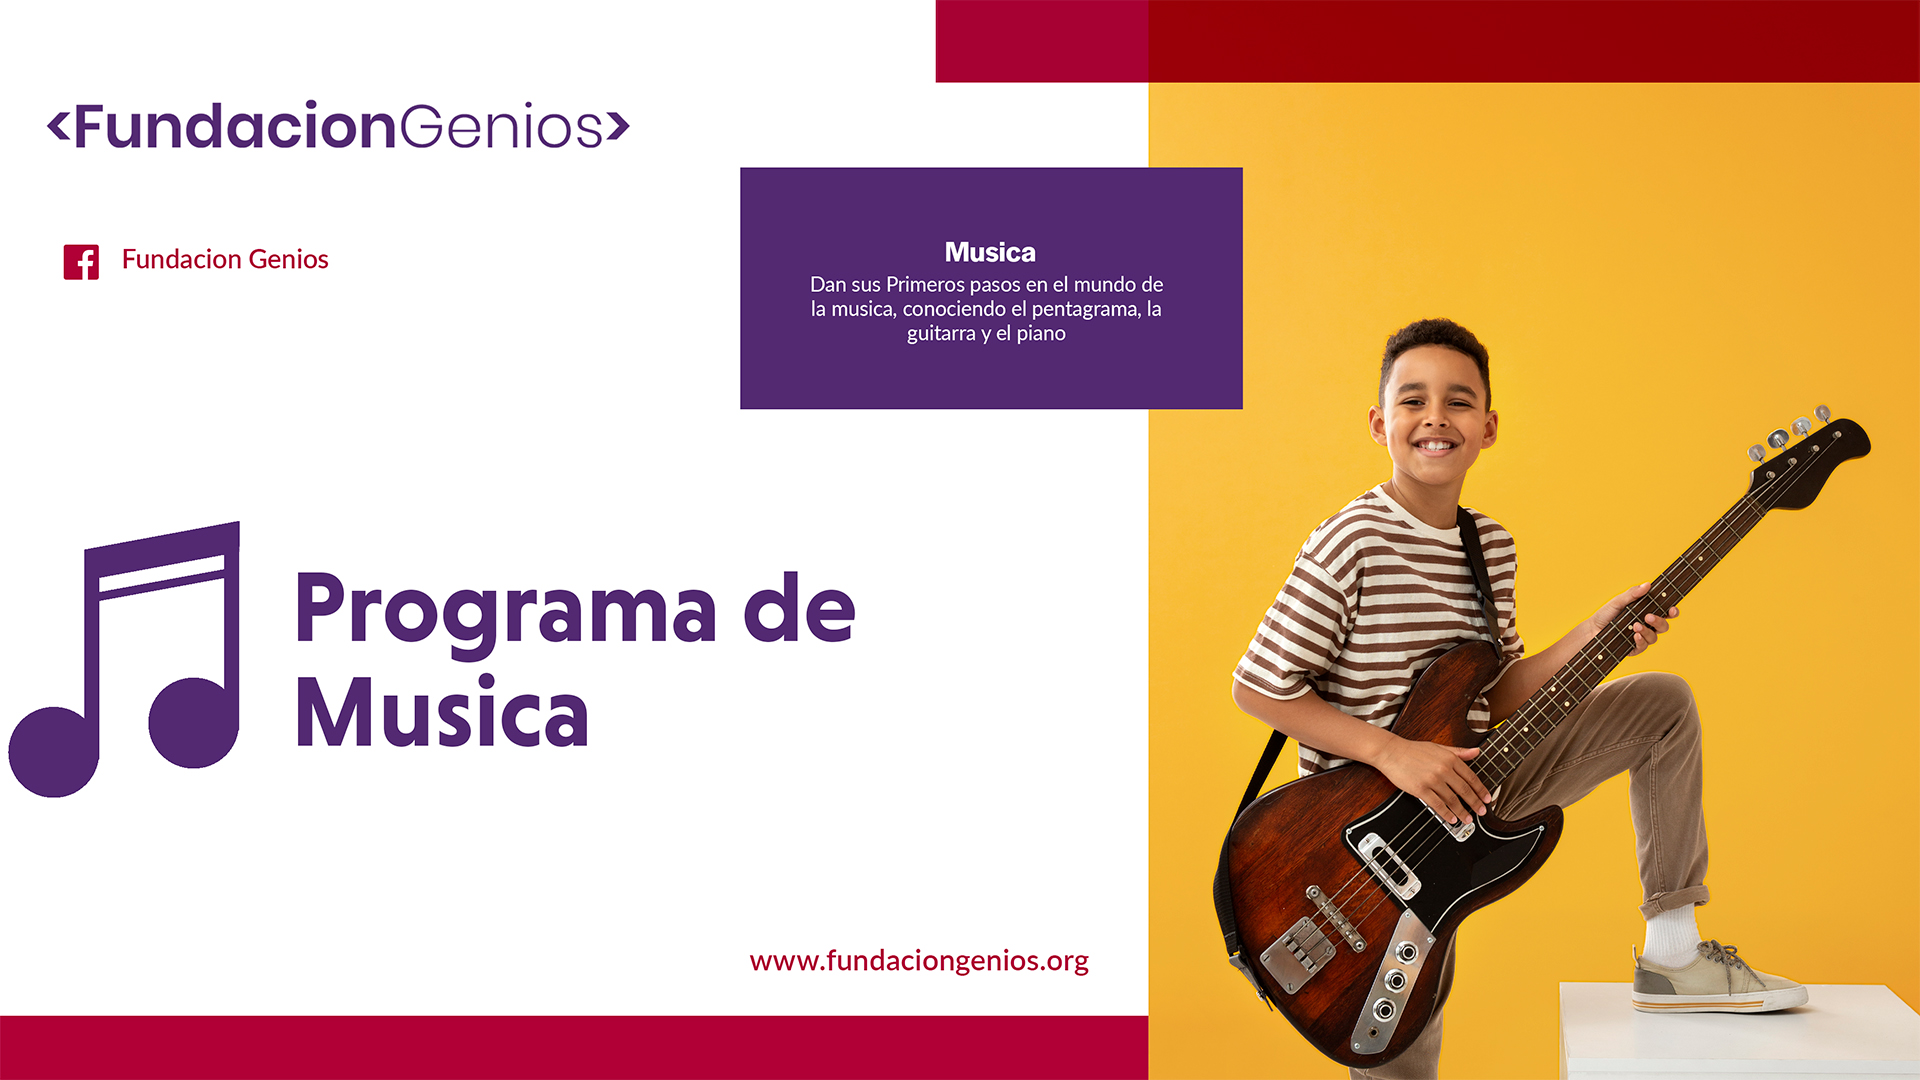 <FundacionGenios>
Fundacion Genios
Musica
Dan sus Primeros pasos en el mundo de
la musica, conociendo el pentagrama, la
guitarra y el piano
Programa de
Musica
www.fundaciongenios.org